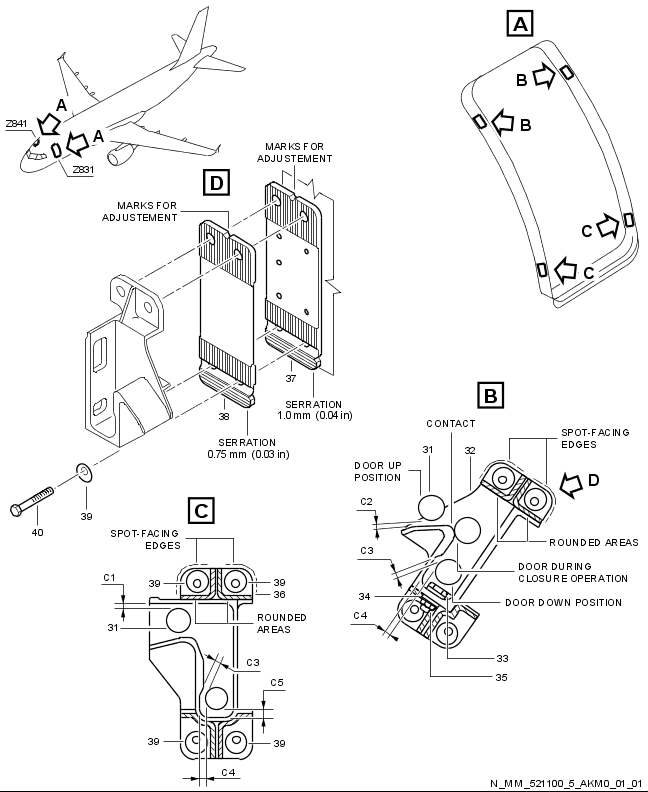 A
Z841
A
A
Z831
B
B
C
C
D
MARKS FOR
ADJUSTEMENT
MARKS FOR
ADJUSTEMENT
37
SERRATION
1.0 mm (0.04 in)
38
SERRATION
0.75 mm (0.03 in)
39
40
B
CONTACT
31
32
SPOT-FACING
EDGES
DOOR UP
POSITION
D
C2
ROUNDED AREAS
C3
DOOR DURING
CLOSURE OPERATION
34
DOOR DOWN POSITION
C4
33
35
C
SPOT-FACING
EDGES
C1
39
39
36
31
ROUNDED
AREAS
C3
C5
39
39
C4
N_MM_521100_5_AKM0_01_01